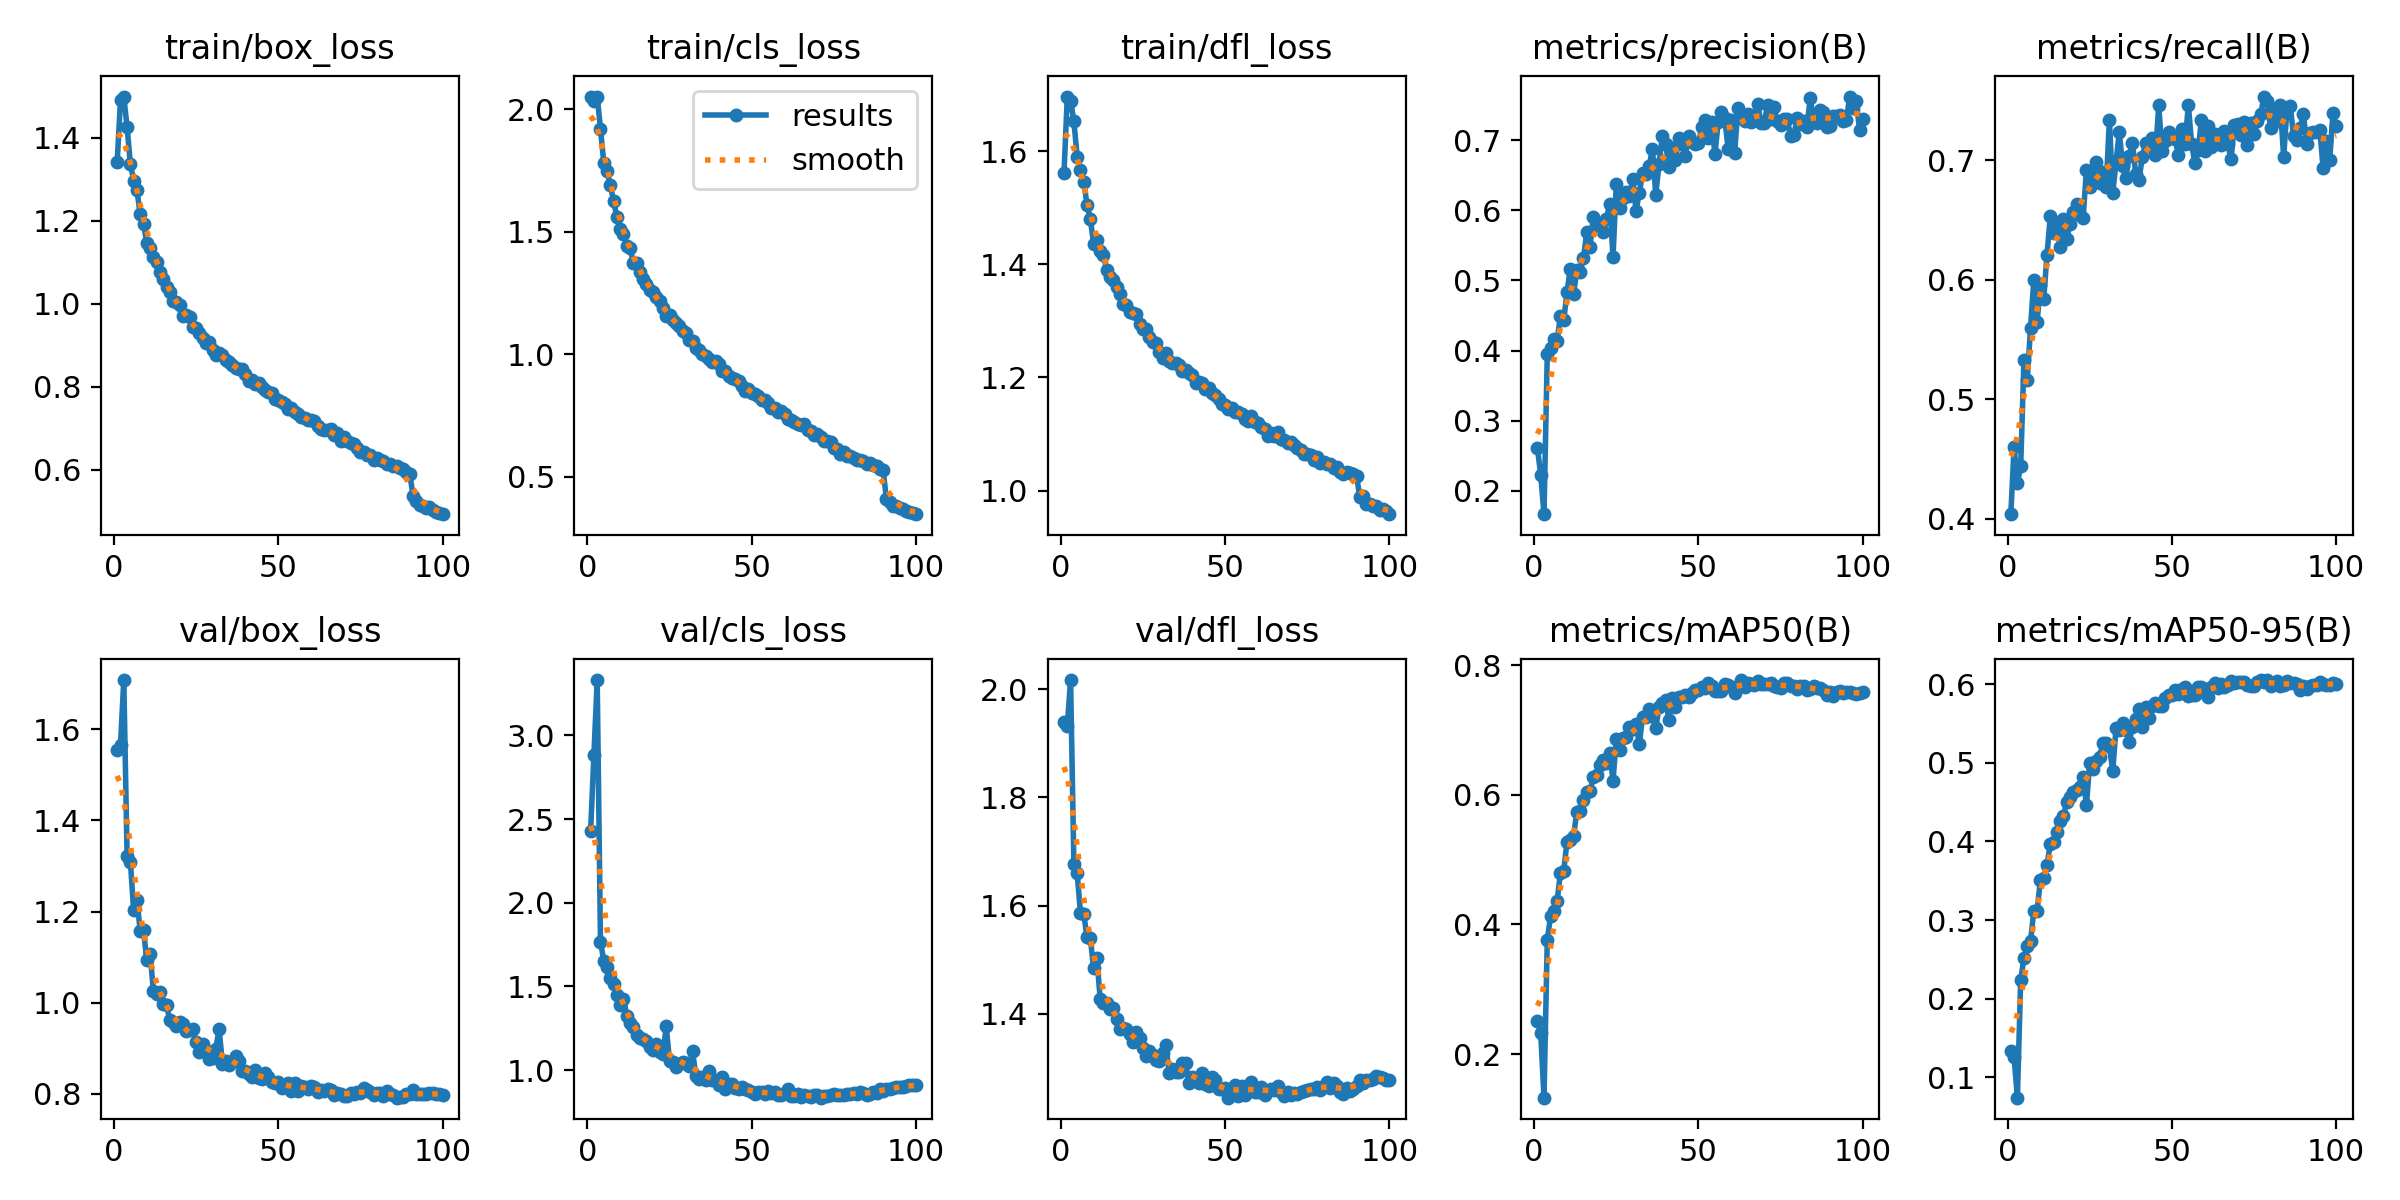 train/box_loss
train/cls_loss
train/dfl_loss
metrics/precision(B)
metrics/recall(B)
1.4
1.2
1.0
0.8
0.6
0 50 100
2.0
1.5
1.0
0.5
0 50 100
results
smooth
1.6
1.4
1.2
1.0
0 50 100
0.7
0.6
0.5
0.4
0.3
0.2
0 50 100
0.7
0.6
0.5
0.4
0 50 100
val/box_loss
val/cls_loss
val/dfl_loss
metrics/mAP50(B)
metrics/mAP50-95(B)
1.6
1.4
1.2
1.0
0.8
0 50 100
3.0
2.5
2.0
1.5
1.0
0 50 100
2.0
1.8
1.6
1.4
0 50 100
0.8
0.6
0.4
0.2
0 50 100
0.6
0.5
0.4
0.3
0.2
0.1
0 50 100